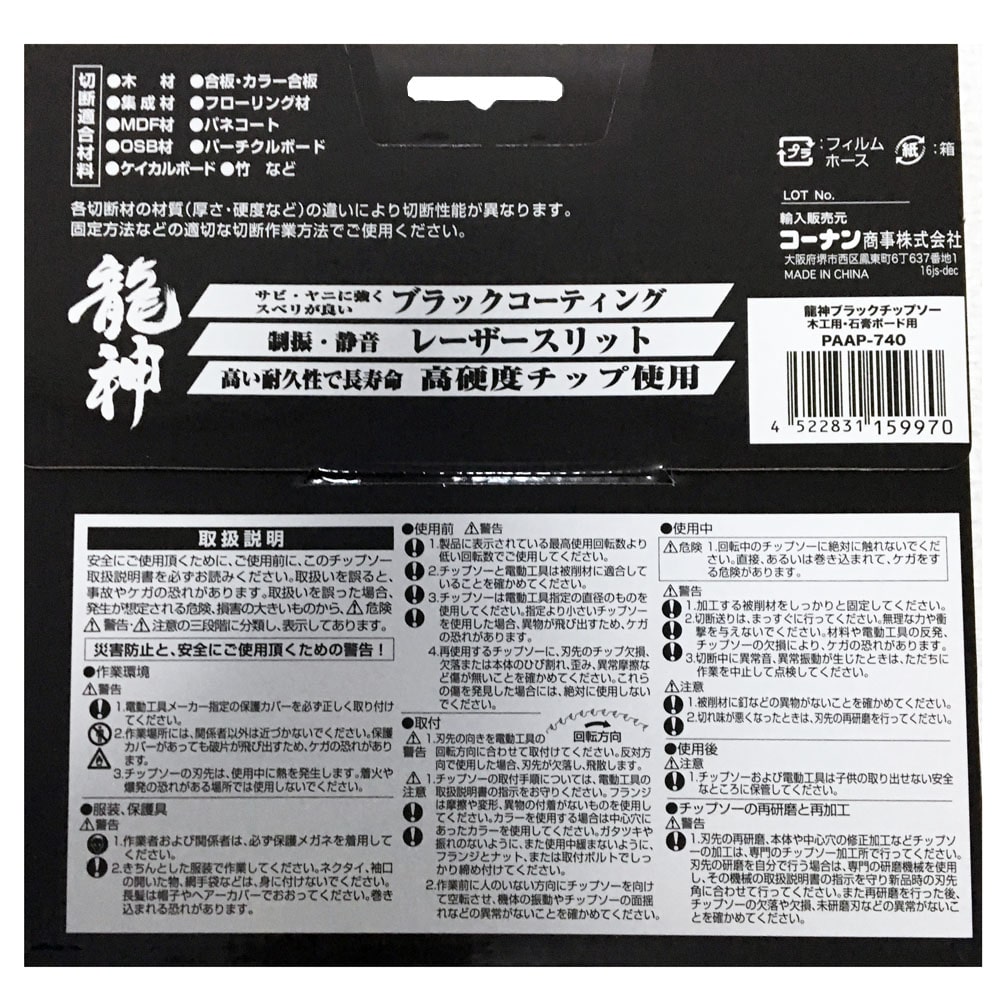 切断適合材料
●木　材　●合板・カラー合板
●集成材　●フローリング材
●MDF材　●パネコート
●OSB材　●パーチクルボード
●ケイカルボード ●竹　など
各切断材の材質(厚さ・硬度など)の違いにより切断性能が異なります。
固定方法などの適切な切断作業方法でご使用ください。
プラ：フィルム
ホース
紙：箱
LOT No.
輸入販売元
コーナン商事株式会社
大阪府堺市西区鳳東町6丁637番地1
MADE IN CHINA　16js-dec
龍神
サビ・ヤニに強く
スベリが良い　ブラックコーティング
制振・静音　レーザースリット
高い耐久性で長寿命　高硬度チップ使用
龍神ブラックチップソー
木工用・石膏ボード用
PAAP-740
4 522831 159970
取扱説明
安全にご使用頂くために、ご使用前に、このチップソー
取扱説明書を必ずお読みください。取扱いを誤ると、
事故やケガの恐れがあります。取扱いを誤った場合、
発生が想定される危険、損害の大きいものから、⚠危険
⚠警告・⚠注意の三段階に分類し、表示してあります。
災害防止と、安全にご使用頂くための警告！
●作業環境
⚠警告
1.電動工具メーカー指定の保護カバーを必ず正しく取り付け
てください。
2.作業場所には、関係者以外は近づかないでください。保護
カバーがあっても破片が飛び出すため、ケガの恐れがあり
ます。
3.チップソーの刃先は、使用中に熱を発生します。着火や
爆発の恐れがある場所では使用しないでください。
●服装、保護具
⚠警告
1.作業者および関係者は、必ず保護メガネを着用して
ください。
2.きちんとした服装で作業してください。ネクタイ、袖口
の開いた物、網手袋などは、身に付けないでください。
長髪は帽子やヘアーカバーでおおってください。巻き
込まれる恐れがあります。
●使用前　⚠警告
1.製品に表示されている最高使用回転数より
低い回転数でご使用してください。
2.チップソーと電動工具は被削材に適合して
いることを確かめてください。
3.チップソーは電動工具指定の直径のものを
使用してください。指定より小さいチップソー
を使用した場合、異物が飛び出すため、ケガ
の恐れがあります。
4.再使用するチップソーに、刃先のチップ欠損、
欠落または本体のひび割れ、歪み、異常摩耗な
ど傷が無いことを確かめてください。これら
の傷を発見した場合には、絶対に使用しない
でください。
●取付
回転方向
⚠警告
1.刃先の向きを電動工具の
回転方向に合わせて取付けてください。反対方
向で使用した場合、刃先が欠落し、飛散します。
⚠注意
1.チップソーの取付手順については、電動工具の
取扱説明書の指示をお守りください。フランジ
は摩擦や変形、異物の付着がないものを使用し
てください。カラーを使用する場合は中心穴に
あったカラーを使用してください。ガタツキや
振れのないように、また使用中緩まないように、
フランジとナット、または取付ボルトでしっ
かり締め付けてください。
2.作業前に人のいない方向にチップソーを向け
て空転させ、機体の振動やチップソーの面揺
れなどの異常がないことを確かめてください。
●使用中
⚠危険　1.回転中のチップソーに絶対に触れないでくだ
さい。直接、あるいは巻き込まれて、ケガをす
る危険があります。
⚠警告
1.加工する被削材をしっかりと固定してください。
2.切断送りは、まっすぐに行ってください。無理な力や衝
撃を与えないでください。材料や電動工具の反発、
チップソーの欠損により、ケガの恐れがあります。
3.切断中に異常音、異常振動が生じたときは、ただちに
作業を中止して点検してください。
⚠注意
1.被削材に釘などの異物がないことを確かめてください。
2.切れ味が悪くなったときは、刃先の再研磨を行ってください。
●使用後
⚠注意
1.チップソーおよび電動工具は子供の取り出せない安全
なところに保管してください。
●チップソーの再研磨と再加工
⚠警告
1.刃先の再研磨、本体や中心穴の修正加工などチップソ
ーの加工は、専門のチップソー加工所で行ってください。
刃先の研磨を自分で行う場合は、専門の研磨機械を使用
し、その機械の取扱説明書の指示を守り新品時の刃先
角に合わせて行ってください。また再研磨を行った後、
チップソーの欠落や欠損、未研磨刃などの異常がないこ
とを確かめてください。